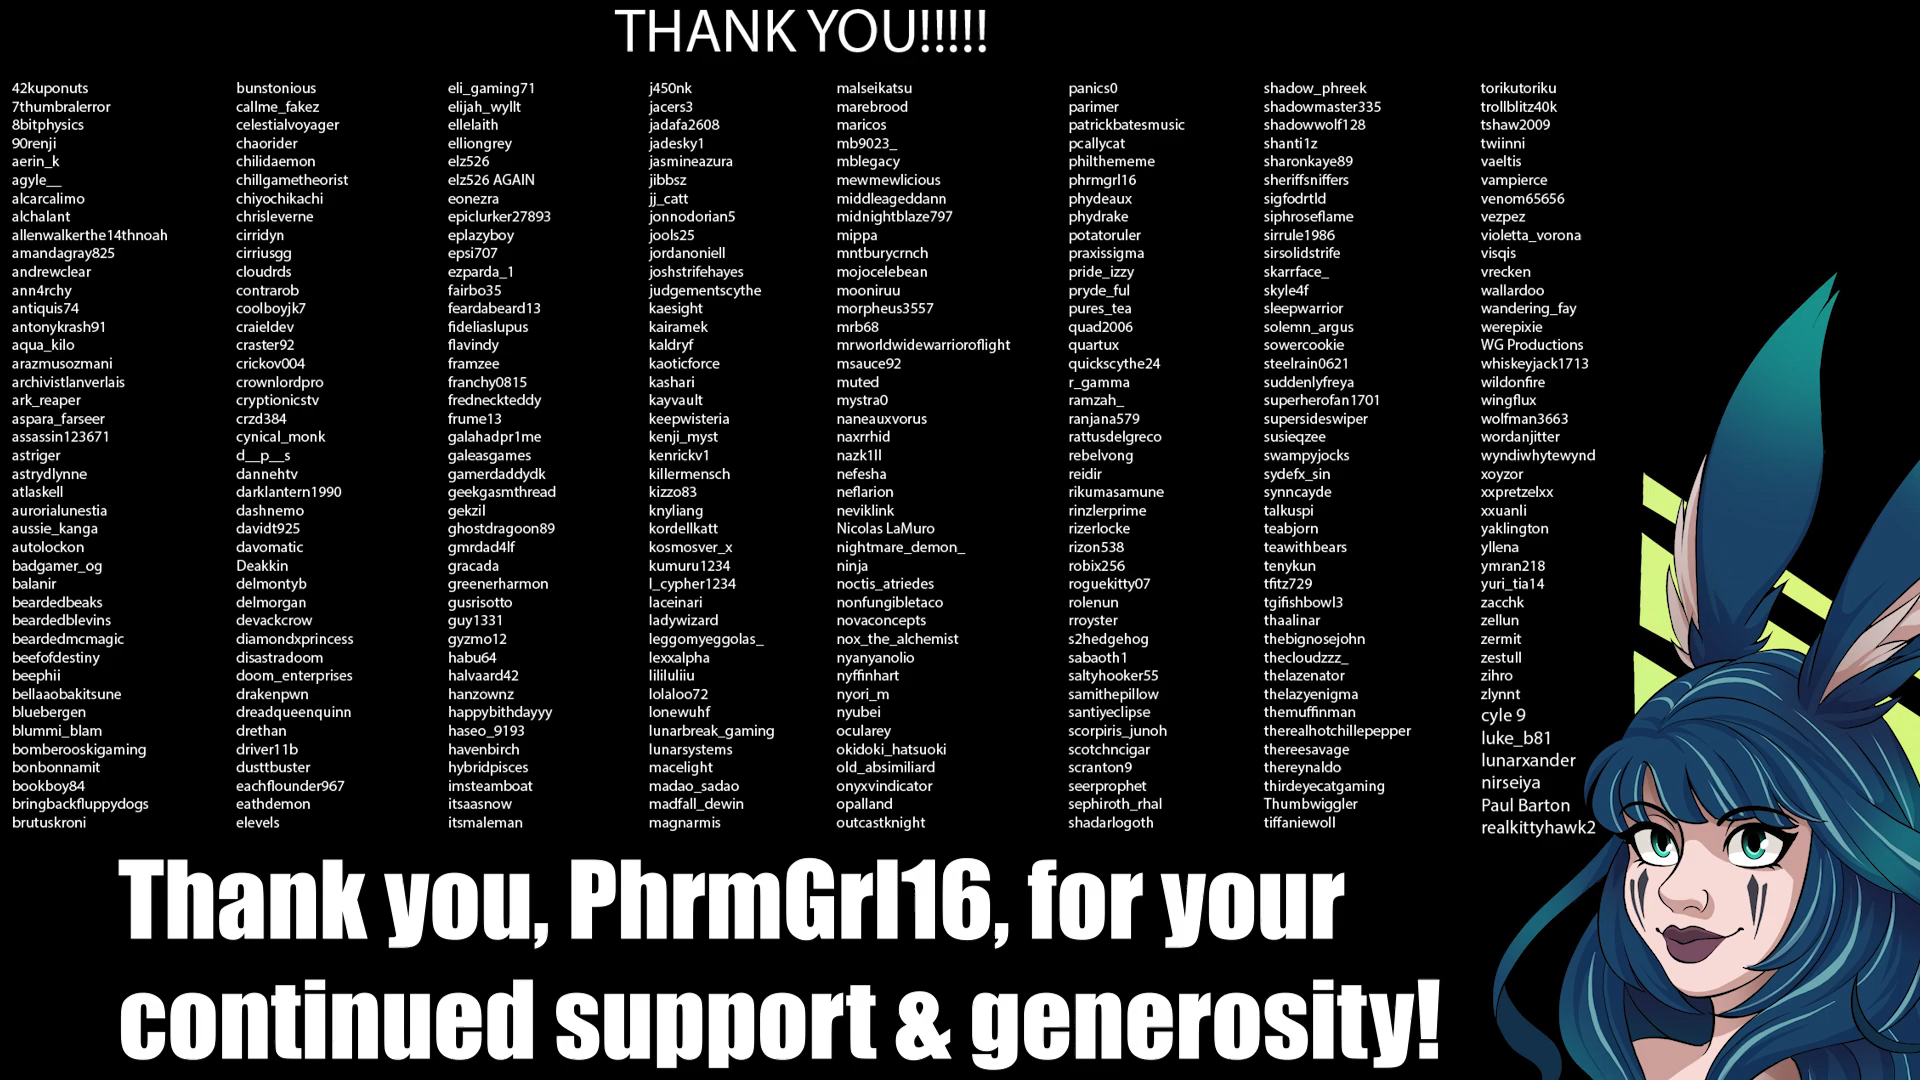 THANK YOU!!!!!
42kuponuts
7thumbralerror
8bitphysics
90renji
aerin_k
agyle__
alcarcalimo
alchalant
allenwalkerthe14thnoah
amandagray825
andrewclear
ann4rchy
antiquis74
antonykrash91
aqua_kilo
arazmusozmani
archivistlanverlais
ark_reaper
aspara_farseer
assassin123671
astriger
astrydlynne
atlaskell
aurorialunestia
aussie_kanga
autolockon
badgamer_og
balanir
beardedbeaks
beardedblevins
beardedmcmagic
beefofdestiny
beephii
bellaaobakitsune
bluebergen
blummi_blam
bomberooskigaming
bonbonnamit
bookboy84
bringbackfluppydogs
brutuskroni
bunstonious
callme_fakez
celestialvoyager
chaorider
chilidaemon
chillgametheorist
chiyochikachi
chrisleverne
cirridyn
cirriusgg
cloudrds
contrarob
coolboyjk7
craieldev
craster92
crickov004
crownlordpro
cryptionicstv
crzd384
cynical_monk
d__p__s
dannehtv
darklantern1990
dashnemo
davidt925
davomatic
Deakkin
delmontyb
delmorgan
devackcrow
diamondxprincess
disastradoom
doom_enterprises
drakenpwn
dreadqueenquinn
drethan
driver11b
dusttbuster
eachflounder967
eathdemon
elevels
eli_gaming71
elijah_wyllt
ellelaith
elliongrey
elz526
elz526 AGAIN
eonezra
epiclurker27893
eplazyboy
epsi707
ezparda_1
fairbo35
feardabeard13
fideliaslupus
flavindy
framzee
franchy0815
fredneckteddy
frume13
galahadpr1me
galeasgames
gamerdaddydk
geekgasmthread
gekzil
ghostdragoon89
gmrdad4lf
gracada
greenerharmon
gusrisotto
guy1331
gyzmo12
habu64
halvaard42
hanzownz
happybithdayyy
haseo_9193
havenbirch
hybridpisces
imsteamboat
itsaasnow
itsmaleman
j450nk
jacers3
jadafa2608
jadesky1
jasmineazura
jibbsz
jj_catt
jonnodorian5
jools25
jordanoniell
joshstrifehayes
judgementscythe
kaesight
kairamek
kaldryf
kaoticforce
kashari
kayvault
keepwisteria
kenji_myst
kenrickv1
killermensch
kizzo83
knyliang
kordellkatt
kosmosver_x
kumuru1234
l_cypher1234
laceinari
ladywizard
leggomyeggolas_
lexxalpha
lililuliiu
lolaloo72
lonewuhf
lunarbreak_gaming
lunarsystems
macelight
madao_sadao
madfall_dewin
magnarmis
malseikatsu
marebrood
maricos
mb9023_
mblegacy
mewmewlicious
middleageddann
midnightblaze797
mippa
mntburycrnch
mojocelebean
mooniruu
morpheus3557
mrb68
mrworldwidewarrioroflight
msauce92
muted
mystra0
naneauxvorus
naxrrhid
nazk1ll
nefesha
neflarion
neviklink
Nicolas LaMuro
nightmare_demon_
ninja
noctis_atriedes
nonfungibletaco
novaconcepts
nox_the_alchemist
nyanyanolio
nyffinhart
nyori_m
nyubei
ocularey
okidoki_hatsuoki
old_absimiliard
onyxvindicator
opalland
outcastknight
panics0
parimer
patrickbatesmusic
pcallycat
philthememe
phrmgrl16
phydeaux
phydrake
potatoruler
praxissigma
pride_izzy
pryde_ful
pures_tea
quad2006
quartux
quickscythe24
r_gamma
ramzah_
ranjana579
rattusdelgreco
rebelvong
reidir
rikumasamune
rinzlerprime
rizerlocke
rizon538
robix256
roguekitty07
rolenun
rroyster
s2hedgehog
sabaoth1
saltyhooker55
samithepillow
santiyeclipse
scorpiris_junoh
scotchncigar
scranton9
seerprophet
sephiroth_rhal
shadarlogoth
shadow_phreek
shadowmaster335
shadowwolf128
shanti1z
sharonkaye89
sheriffsniffers
sigfodrtld
siphroseflame
sirrule1986
sirsolidstrife
skarrface_
skyle4f
sleepwarrior
solemn_argus
sowercookie
steelrain0621
suddenlyfreya
superherofan1701
supersideswiper
susieqzee
swampyjocks
sydefx_sin
synncayde
talkuspi
teabjorn
teawithbears
tenykun
tfitz729
tgifishbowl3
thaalinar
thebignosejohn
thecloudzzz_
thelazenator
thelazyenigma
themuffinman
therealhotchillepepper
thereesavage
thereynaldo
thirdeyecatgaming
Thumbwiggler
tiffaniewoll
torikutoriku
trollblitz40k
tshaw2009
twiinni
vaeltis
vampierce
venom65656
vezpez
violetta_vorona
visqis
vrecken
wallardoo
wandering_fay
werepixie
WG Productions
whiskeyjack1713
wildonfire
wingflux
wolfman3663
wordanjitter
wyndiwhytewynd
xoyzor
xxpretzelxx
xxuanli
yaklington
yllena
ymran218
yuri_tia14
zacchk
zellun
zermit
zestull
zihro
zlynnt
cyle 9
luke_b81
lunarxander
nirseiya
Paul Barton
realkittyhawk2
Thank you, PhrmGrl16, for your
continued support & generosity!